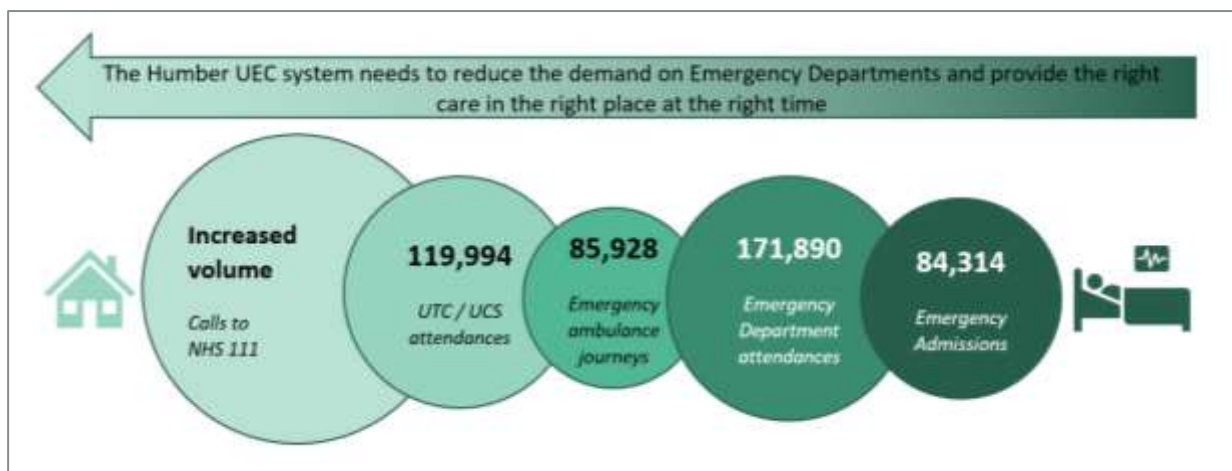 The Humber UEC system needs to reduce the demand on Emergency Departments and provide the right
care in the right place at the right time
Increased
volume
Calls to
NHS 111
119,994
UTC / UCS
attendances
85,928
Emergency
ambulance
journeys
171,890
Emergency
Department
attendances
84,314
Emergency
Admissions